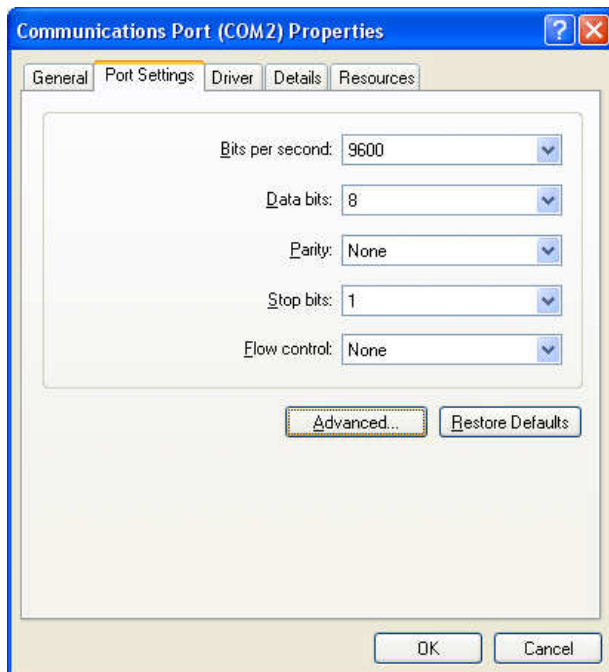 Communications Port (COM2) Properties
General Port Settings Driver Details Resources
Bits per second: 9600
Data bits: 8
Parity: None
Stop bits: 1
Flow control: None
Advanced... Restore Defaults
OK Cancel